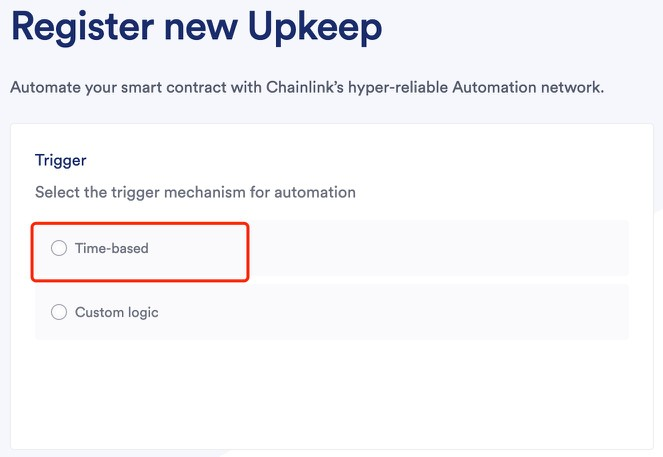 Register new Upkeep
Automate your smart contract with Chainlink's hyper-reliable Automation network.
Trigger
Select the trigger mechanism for automation
Time-based
Custom logic